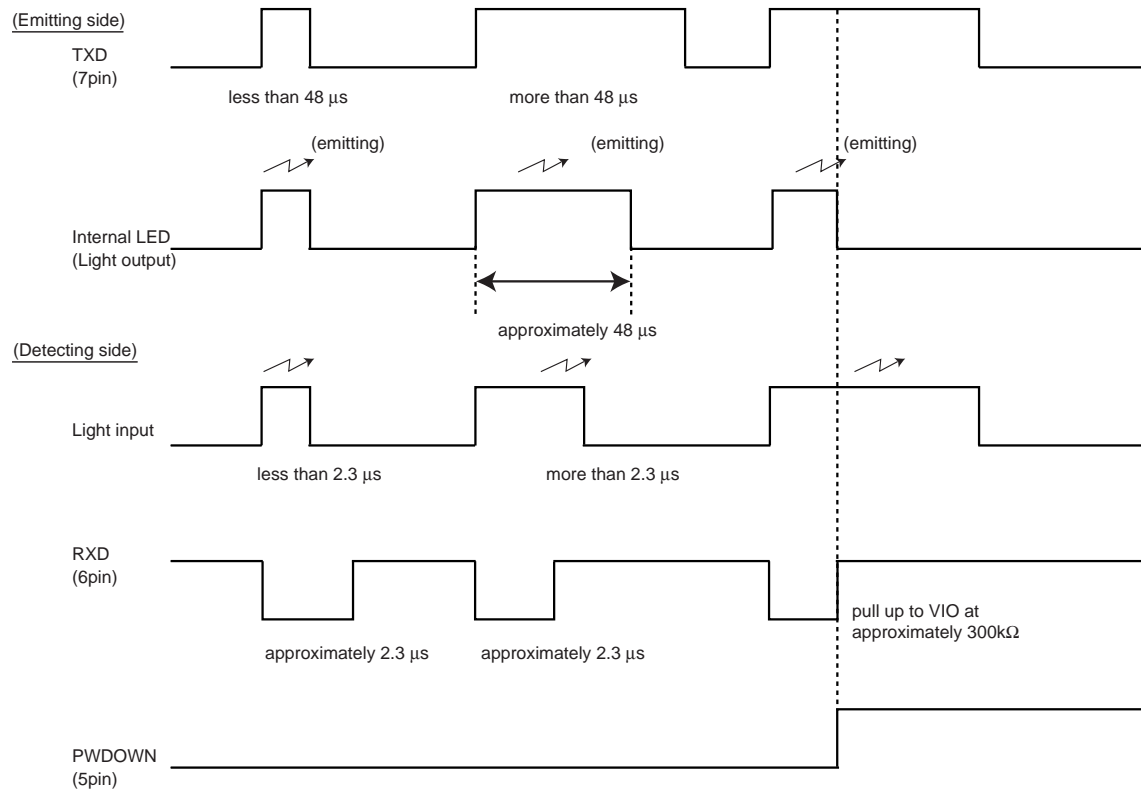 (Emitting side)
TXD
(7pin)
less than 48 μs
more than 48 μs
(emitting)
(emitting)
(emitting)
Internal LED
(Light output)
approximately 48 μs
(Detecting side)
Light input
less than 2.3 μs
more than 2.3 μs
RXD
(6pin)
pull up to VIO at
approximately 300kΩ
approximately 2.3 μs
approximately 2.3 μs
PWDOWN
(5pin)